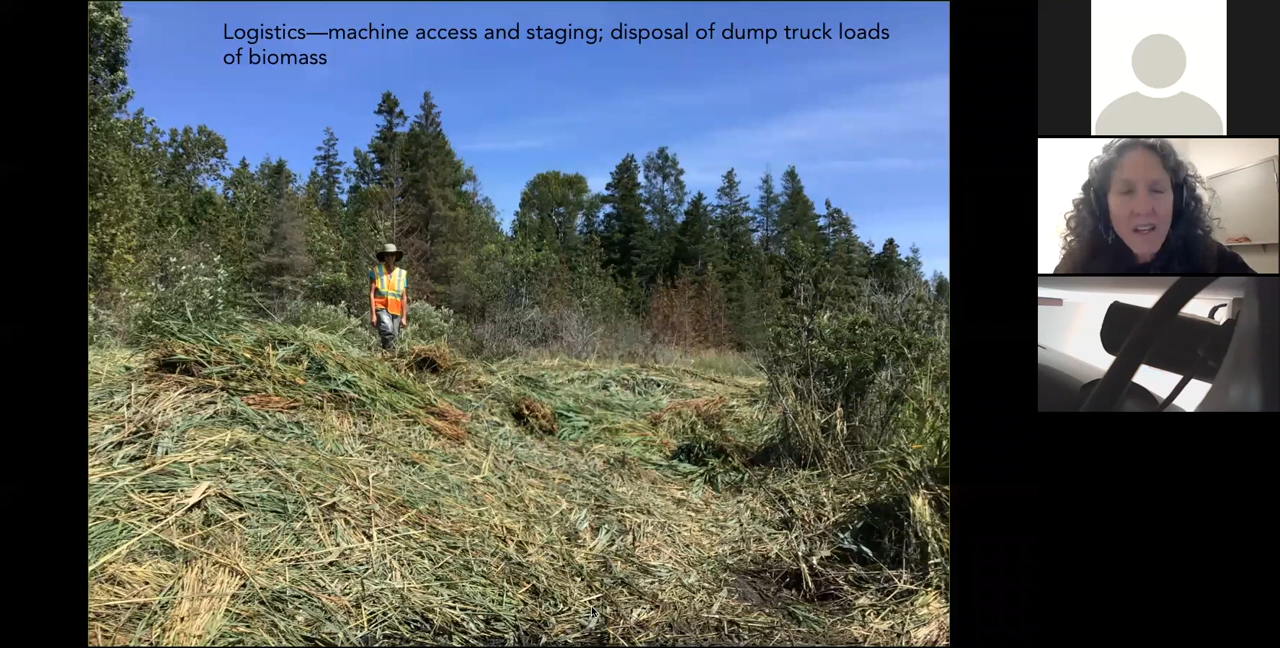 Logistics—machine access and staging; disposal of dump truck loads
of biomass